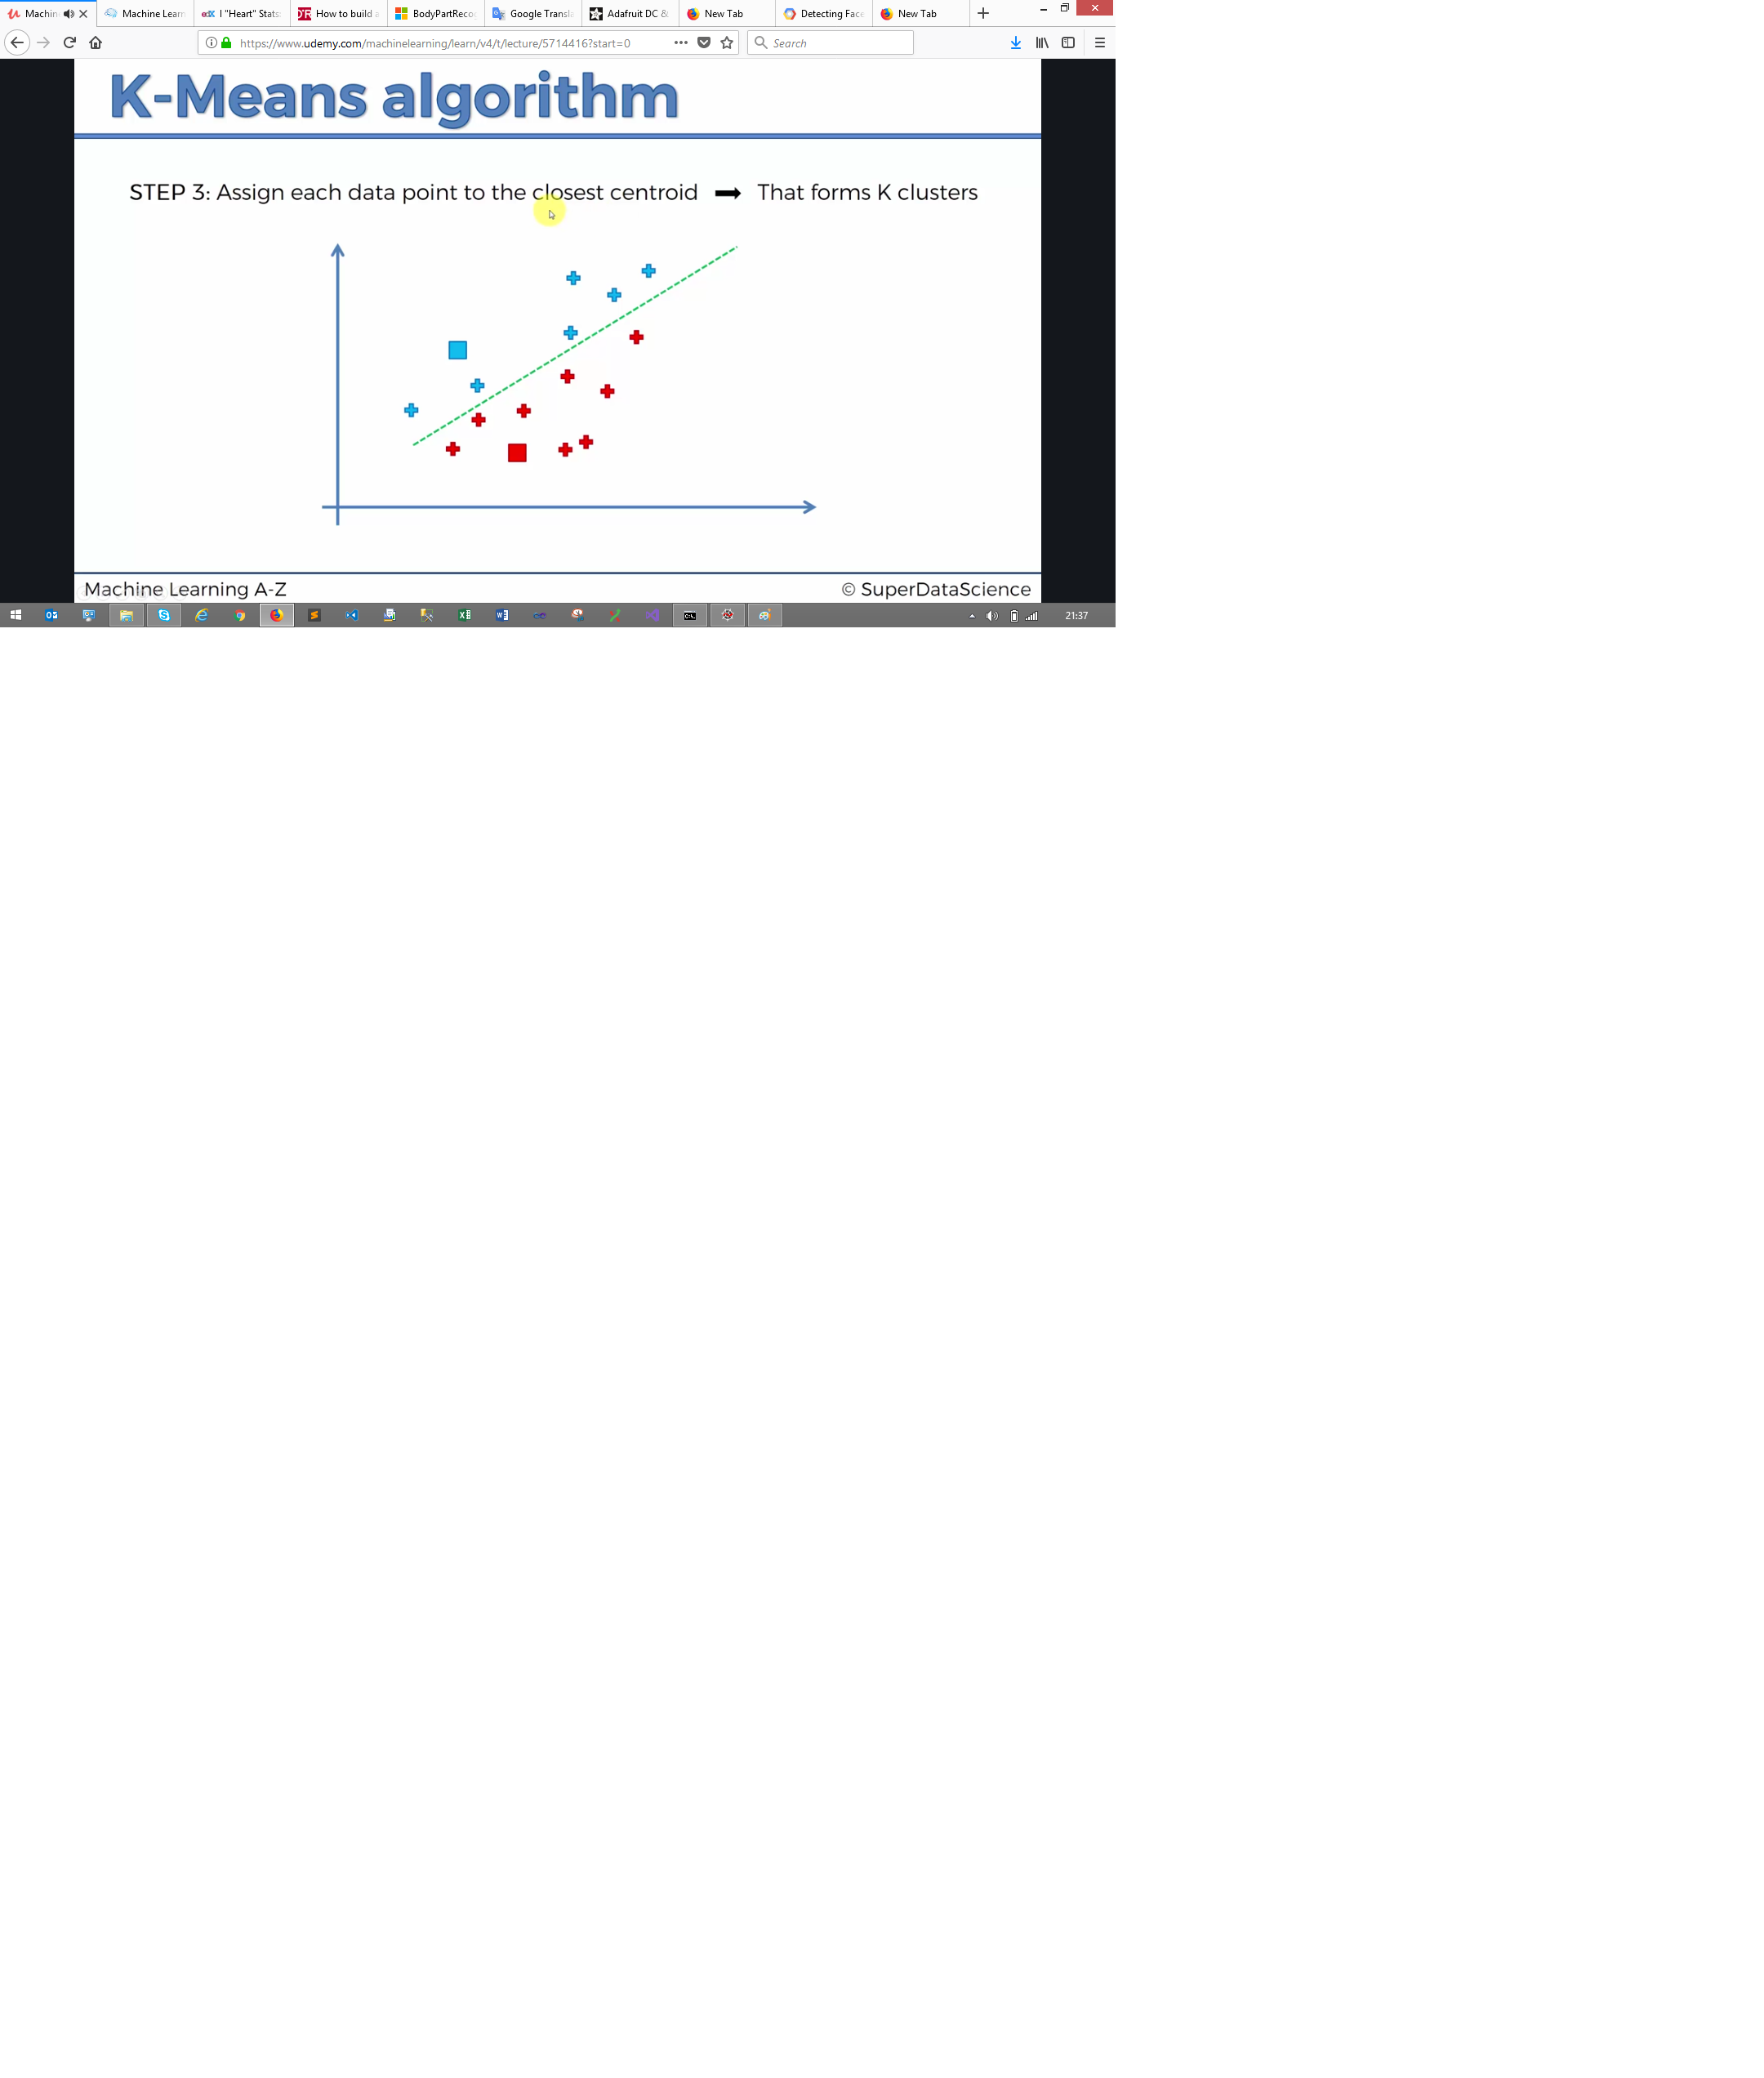 Machin
Machine Learn
edX I "Heart" Stats:
How to build a
BodyPartReco
Google Transla
Adafruit DC &
New Tab
Detecting Face
New Tab
https://www.udemy.com/machinelearning/learn/v4/t/lecture/5714416?start=0
Search
K-Means algorithm
STEP 3: Assign each data point to the closest centroid ➡ That forms K clusters
Machine Learning A-Z
© SuperDataScience
21:37